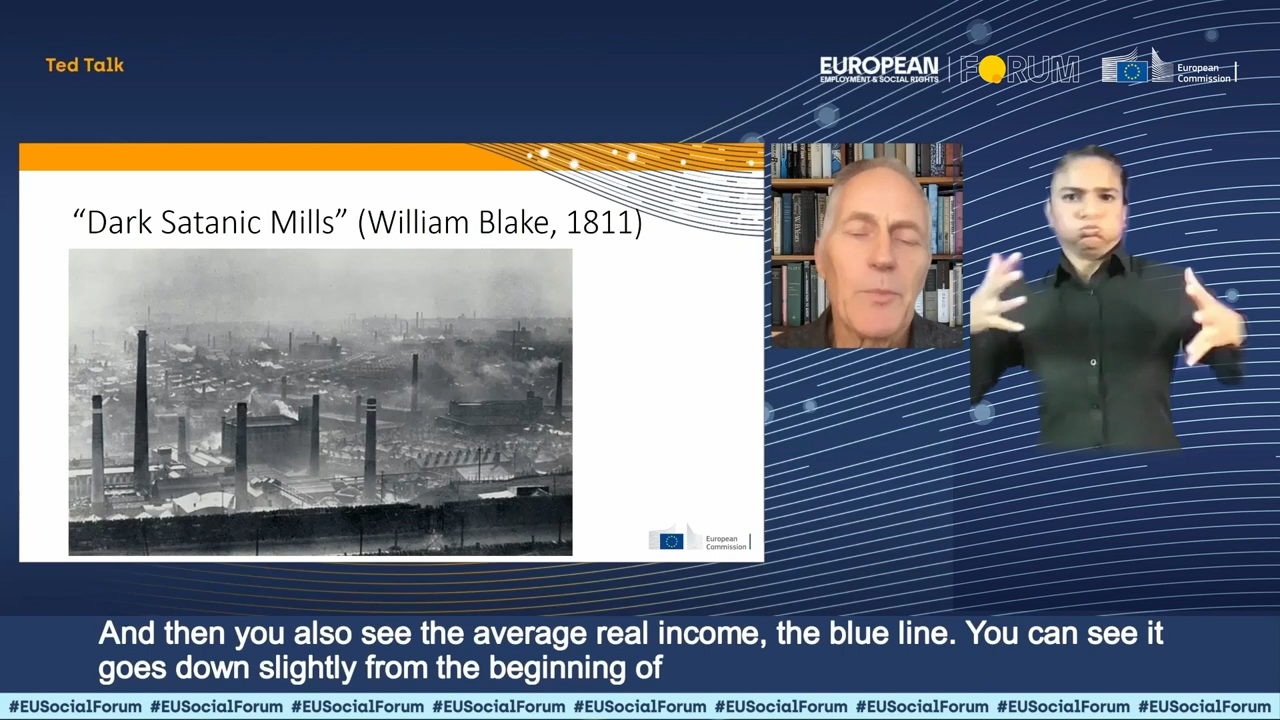 Ted Talk
EUROPEAN
EMPLOYMENT & SOCIAL RIGHTS
FORUM
European
Commission
“Dark Satanic Mills” (William Blake, 1811)
European
Commission
And then you also see the average real income, the blue line. You can see it
goes down slightly from the beginning of
#EUSocialForum #EUSocialForum #EUSocialForum #EUSocialForum #EUSocialForum #EUSocialForum #EUSocialForum #EUSocialForum #EUSocialForum